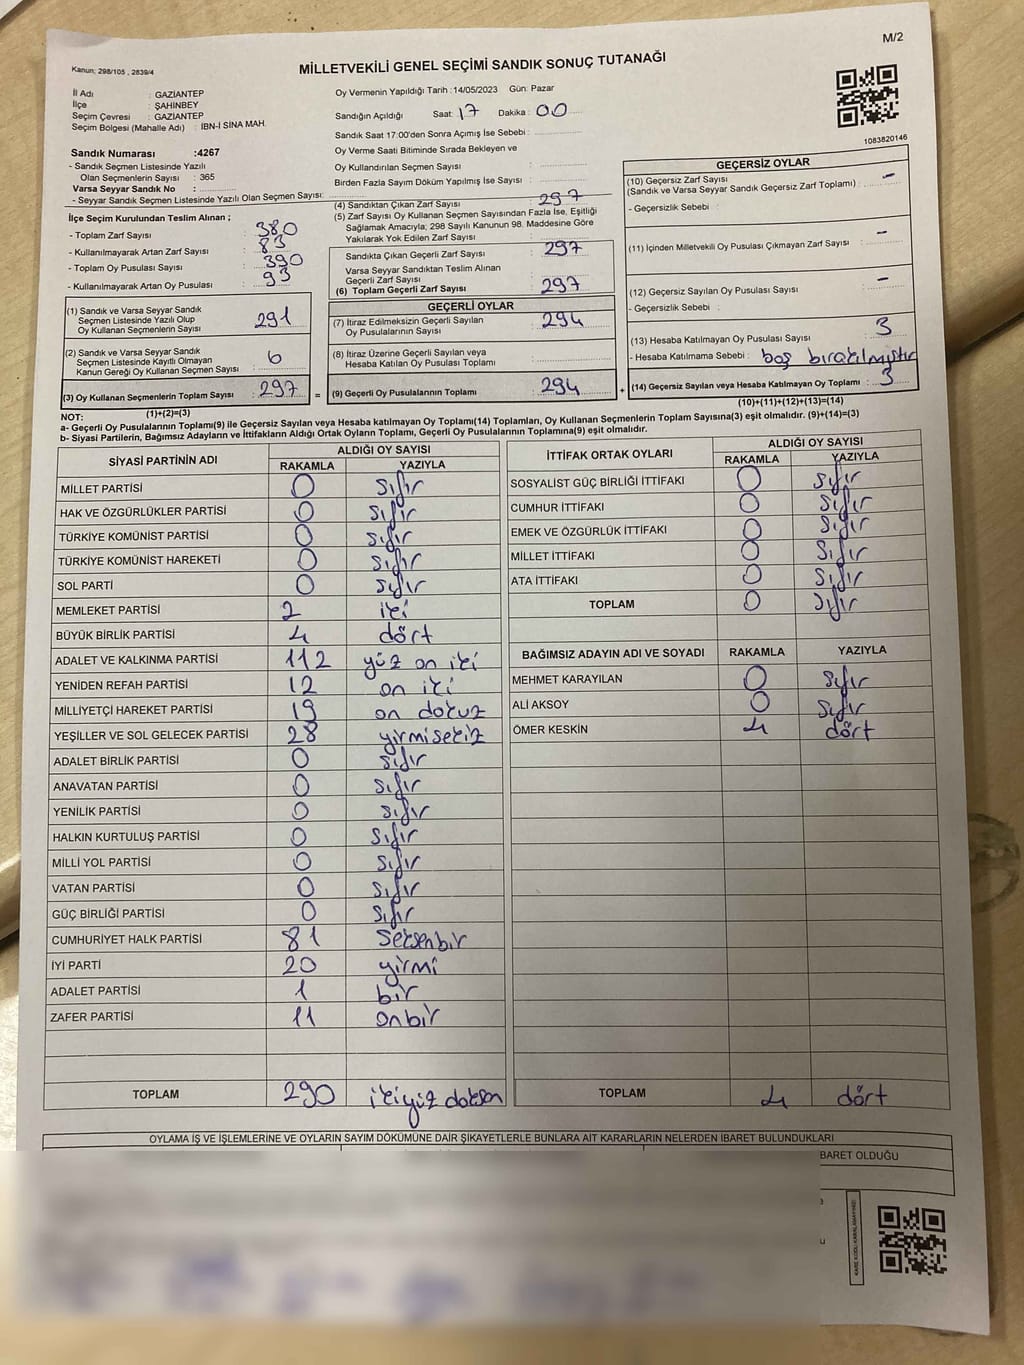 M/2
Kanun; 298/105 , 2839/4
MİLLETVEKİLİ GENEL SEÇİMİ SANDIK SONUÇ TUTANAĞI
İl Adı : GAZİANTEP
İlçe : ŞAHİNBEY
Seçim Çevresi : GAZİANTEP
Seçim Bölgesi (Mahalle Adı) : İBN-İ SİNA MAH.
Sandık Numarası :4267
- Sandık Seçmen Listesinde Yazılı
Olan Seçmenlerin Sayısı : 365
Varsa Seyyar Sandık No :
- Seyyar Sandık Seçmen Listesinde Yazılı Olan Seçmen Sayısı:
Oy Vermenin Yapıldığı Tarih :14/05/2023 Gün: Pazar
Sandığın Açıldığı Saat: 17 Dakika : 00
Sandık Saat 17:00'den Sonra Açımış İse Sebebi :
Oy Verme Saati Bitiminde Sırada Bekleyen ve
Oy Kullandırılan Seçmen Sayısı :
Birden Fazla Sayım Döküm Yapılmış İse Sayısı :
1083820146
İlçe Seçim Kurulundan Teslim Alınan ;
- Toplam Zarf Sayısı : 380
- Kullanılmayarak Artan Zarf Sayısı : 83
- Toplam Oy Pusulası Sayısı : 390
- Kullanılmayarak Artan Oy Pusulası : 93
(1) Sandık ve Varsa Seyyar Sandık
Seçmen Listesinde Yazılı Olup
Oy Kullanan Seçmenlerin Sayısı : 291
(2) Sandık ve Varsa Seyyar Sandık
Seçmen Listesinde Kayıtlı Olmayan
Kanun Gereği Oy Kullanan Seçmen Sayısı : 6
(3) Oy Kullanan Seçmenlerin Toplam Sayısı : 297
(1)+(2)=(3)
(4) Sandıktan Çıkan Zarf Sayısı : 297
(5) Zarf Sayısı Oy Kullanan Seçmen Sayısından Fazla İse, Eşitliği
Sağlamak Amacıyla; 298 Sayılı Kanunun 98. Maddesine Göre
Yakılarak Yok Edilen Zarf Sayısı :
Sandıkta Çıkan Geçerli Zarf Sayısı : 297
Varsa Seyyar Sandıktan Teslim Alınan
Geçerli Zarf Sayısı :
(6) Toplam Geçerli Zarf Sayısı : 297
GEÇERLİ OYLAR
(7) İtiraz Edilmeksizin Geçerli Sayılan
Oy Pusulalarının Sayısı : 294
(8) İtiraz Üzerine Geçerli Sayılan veya
Hesaba Katılan Oy Pusulası Toplamı :
= (9) Geçerli Oy Pusulalarının Toplamı : 294 +
GEÇERSİZ OYLAR
(10) Geçersiz Zarf Sayısı
(Sandık ve Varsa Seyyar Sandık Geçersiz Zarf Toplamı) : -
- Geçersizlik Sebebi :
(11) İçinden Milletvekili Oy Pusulası Çıkmayan Zarf Sayısı : -
(12) Geçersiz Sayılan Oy Pusulası Sayısı : -
- Geçersizlik Sebebi :
(13) Hesaba Katılmayan Oy Pusulası Sayısı : 3
- Hesaba Katılmama Sebebi : boş bırakılmıştır
(14) Geçersiz Sayılan veya Hesaba Katılmayan Oy Toplamı : 3
(10)+(11)+(12)+(13)=(14)
NOT:
a- Geçerli Oy Pusulalarının Toplamı(9) ile Geçersiz Sayılan veya Hesaba Katılmayan oy Toplamı(14) Toplamları, Oy Kullanan Seçmenlerin Toplam Sayısına(3) eşit olmalıdır. (9)+(14)=(3)
b- Siyasi Partilerin, Bağımsız Adayların ve İttifakların Aldığı Ortak Oyların Toplamı, Geçerli Oy Pusulalarının Toplamına(9) eşit olmalıdır.
SİYASİ PARTİNİN ADI ALDIĞI OY SAYISI
RAKAMLA YAZIYLA
MİLLET PARTİSİ 0 sıfır
HAK VE ÖZGÜRLÜKLER PARTİSİ 0 sıfır
TÜRKİYE KOMÜNİST PARTİSİ 0 sıfır
TÜRKİYE KOMÜNİST HAREKETİ 0 sıfır
SOL PARTİ 0 sıfır
MEMLEKET PARTİSİ 2 iki
BÜYÜK BİRLİK PARTİSİ 4 dört
ADALET VE KALKINMA PARTİSİ 112 yüz on iki
YENİDEN REFAH PARTİSİ 12 on iki
MİLLİYETÇİ HAREKET PARTİSİ 19 on dokuz
YEŞİLLER VE SOL GELECEK PARTİSİ 28 yirmisekiz
ADALET BİRLİK PARTİSİ 0 sıfır
ANAVATAN PARTİSİ 0 sıfır
YENİLİK PARTİSİ 0 sıfır
HALKIN KURTULUŞ PARTİSİ 0 sıfır
MİLLİ YOL PARTİSİ 0 sıfır
VATAN PARTİSİ 0 sıfır
GÜÇ BİRLİĞİ PARTİSİ 0 sıfır
CUMHURİYET HALK PARTİSİ 81 seksenbir
İYİ PARTİ 20 yirmi
ADALET PARTİSİ 1 bir
ZAFER PARTİSİ 11 onbir
TOPLAM 290 ikiyüz doksan
İTTİFAK ORTAK OYLARI ALDIĞI OY SAYISI
RAKAMLA YAZIYLA
SOSYALİST GÜÇ BİRLİĞİ İTTİFAKI 0 sıfır
CUMHUR İTTİFAKI 0 sıfır
EMEK VE ÖZGÜRLÜK İTTİFAKI 0 sıfır
MİLLET İTTİFAKI 0 sıfır
ATA İTTİFAKI 0 sıfır
TOPLAM 0 sıfır
BAĞIMSIZ ADAYIN ADI VE SOYADI RAKAMLA YAZIYLA
MEHMET KARAYILAN 0 sıfır
ALİ AKSOY 0 sıfır
ÖMER KESKİN 4 dört
TOPLAM 4 dört
OYLAMA İŞ VE İŞLEMLERİNE VE OYLARIN SAYIM DÖKÜMÜNE DAİR ŞİKAYETLERLE BUNLARA AİT KARARLARIN NELERDEN İBARET BULUNDUKLARI
BARET OLDUĞU